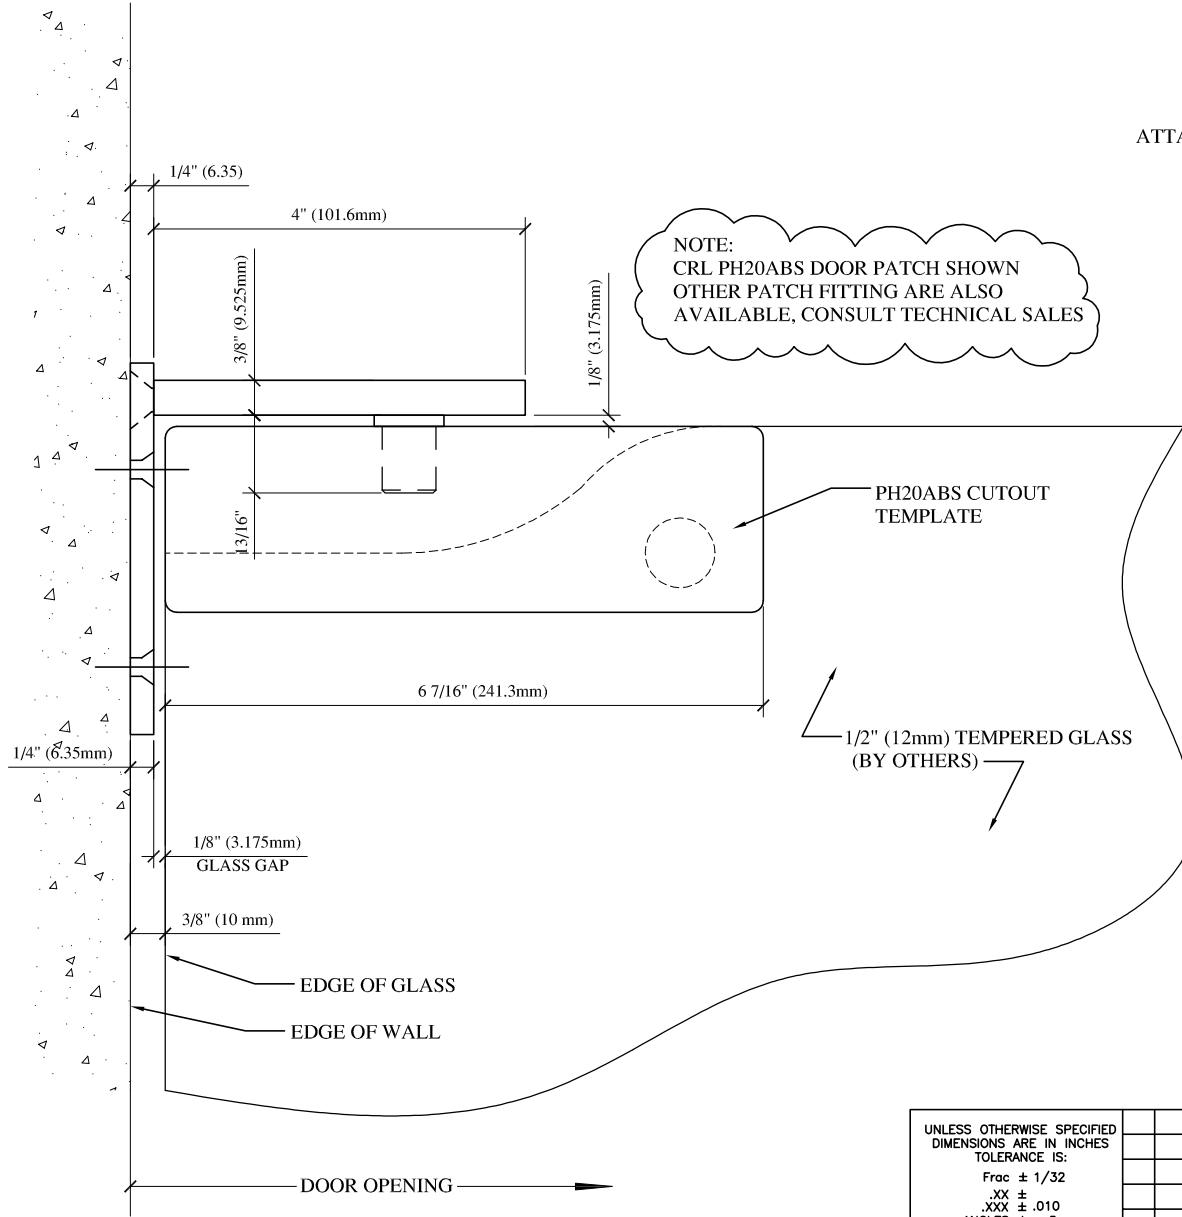 ATTA
1/4" (6.35)
4" (101.6mm)
NOTE:
CRL PH20ABS DOOR PATCH SHOWN
OTHER PATCH FITTING ARE ALSO
AVAILABLE, CONSULT TECHNICAL SALES
3/8" (9.525mm)
1/8" (3.175mm)
PH20ABS CUTOUT
TEMPLATE
13/16"
6 7/16" (241.3mm)
1/2" (12mm) TEMPERED GLASS
(BY OTHERS)
1/4" (6.35mm)
1/8" (3.175mm)
GLASS GAP
3/8" (10 mm)
EDGE OF GLASS
EDGE OF WALL
DOOR OPENING
UNLESS OTHERWISE SPECIFIED
DIMENSIONS ARE IN INCHES
TOLERANCE IS:
Frac ± 1/32
.XX ±
.XXX ± .010